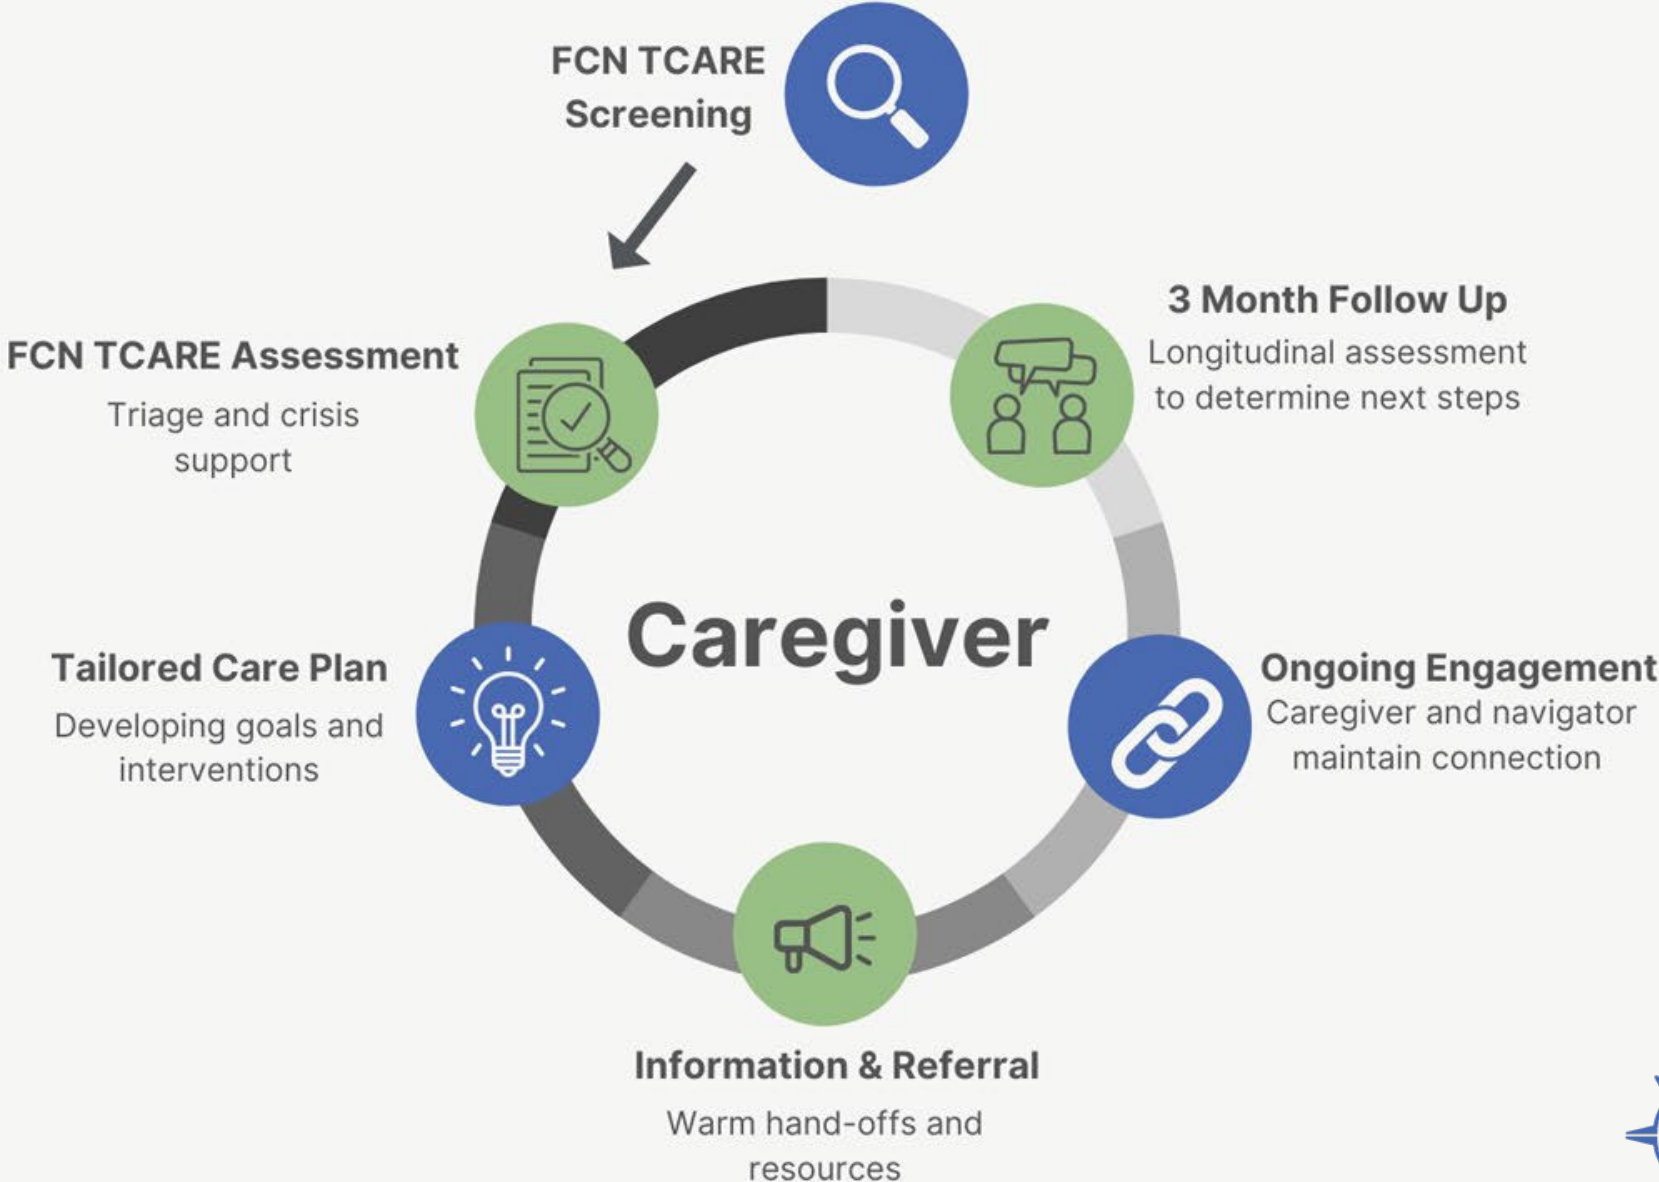 FCN TCARE
Screening
FCN TCARE Assessment
Triage and crisis
support
Tailored Care Plan
Developing goals and
interventions
Information & Referral
Warm hand-offs and
resources
Ongoing Engagement
Caregiver and navigator
maintain connection
3 Month Follow Up
Longitudinal assessment
to determine next steps
Caregiver